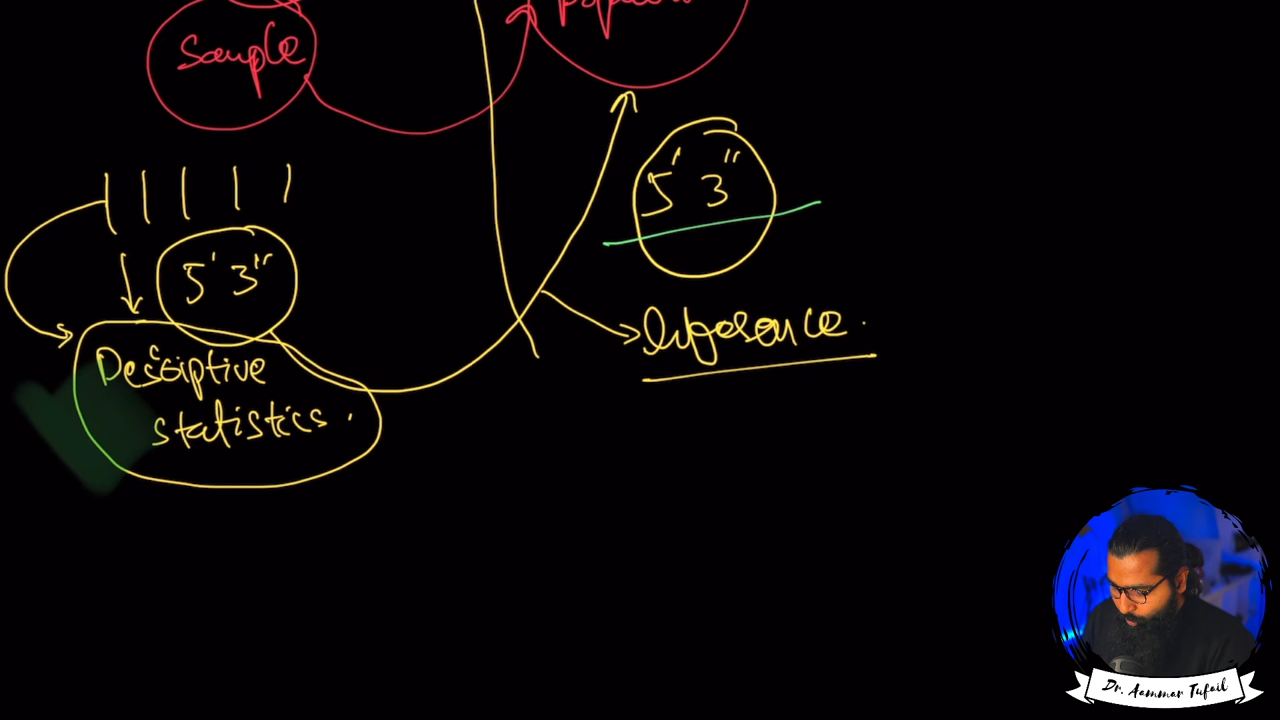 Sample
5' 3"
5' 3"
Inference.
Descriptive
statistics.
Dr. Aammar Tufail